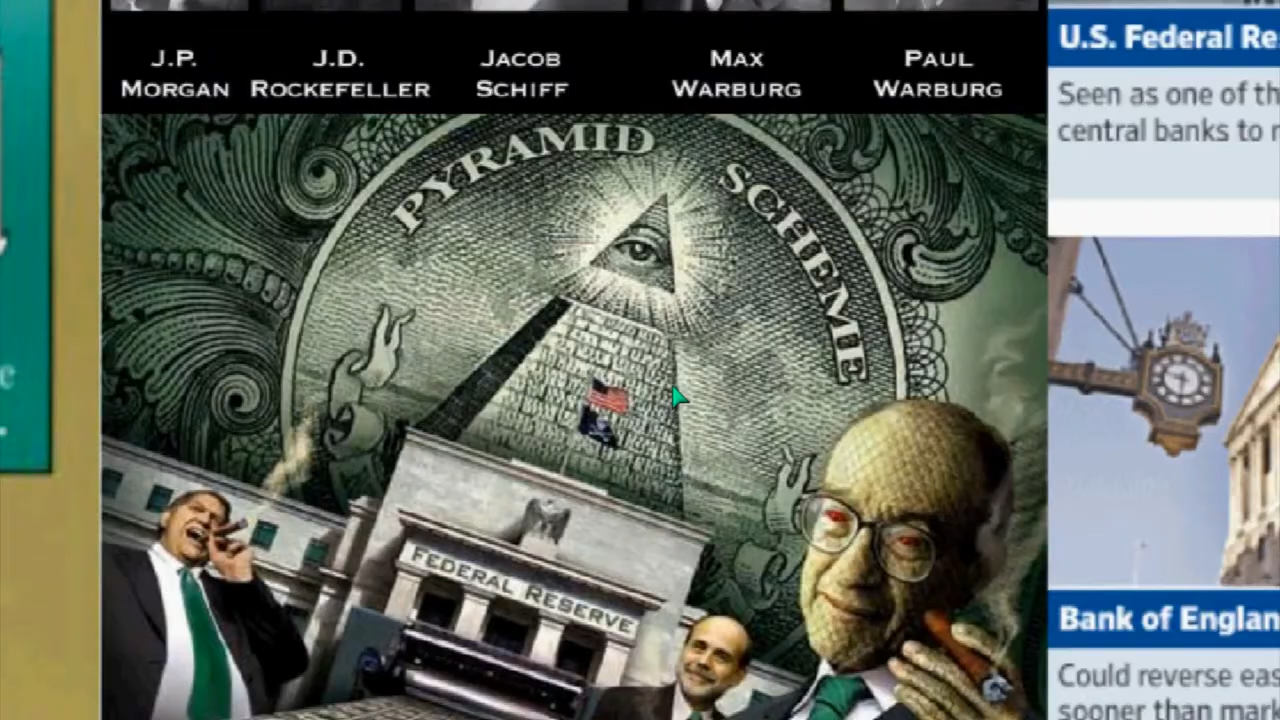 J.P.
MORGAN
J.D.
ROCKEFELLER
JACOB
SCHIFF
MAX
WARBURG
PAUL
WARBURG
PYRAMID SCHEME
FEDERAL RESERVE
U.S. Federal Re
Seen as one of th
central banks to r
Bank of Englan
Could reverse eas
sooner than mark